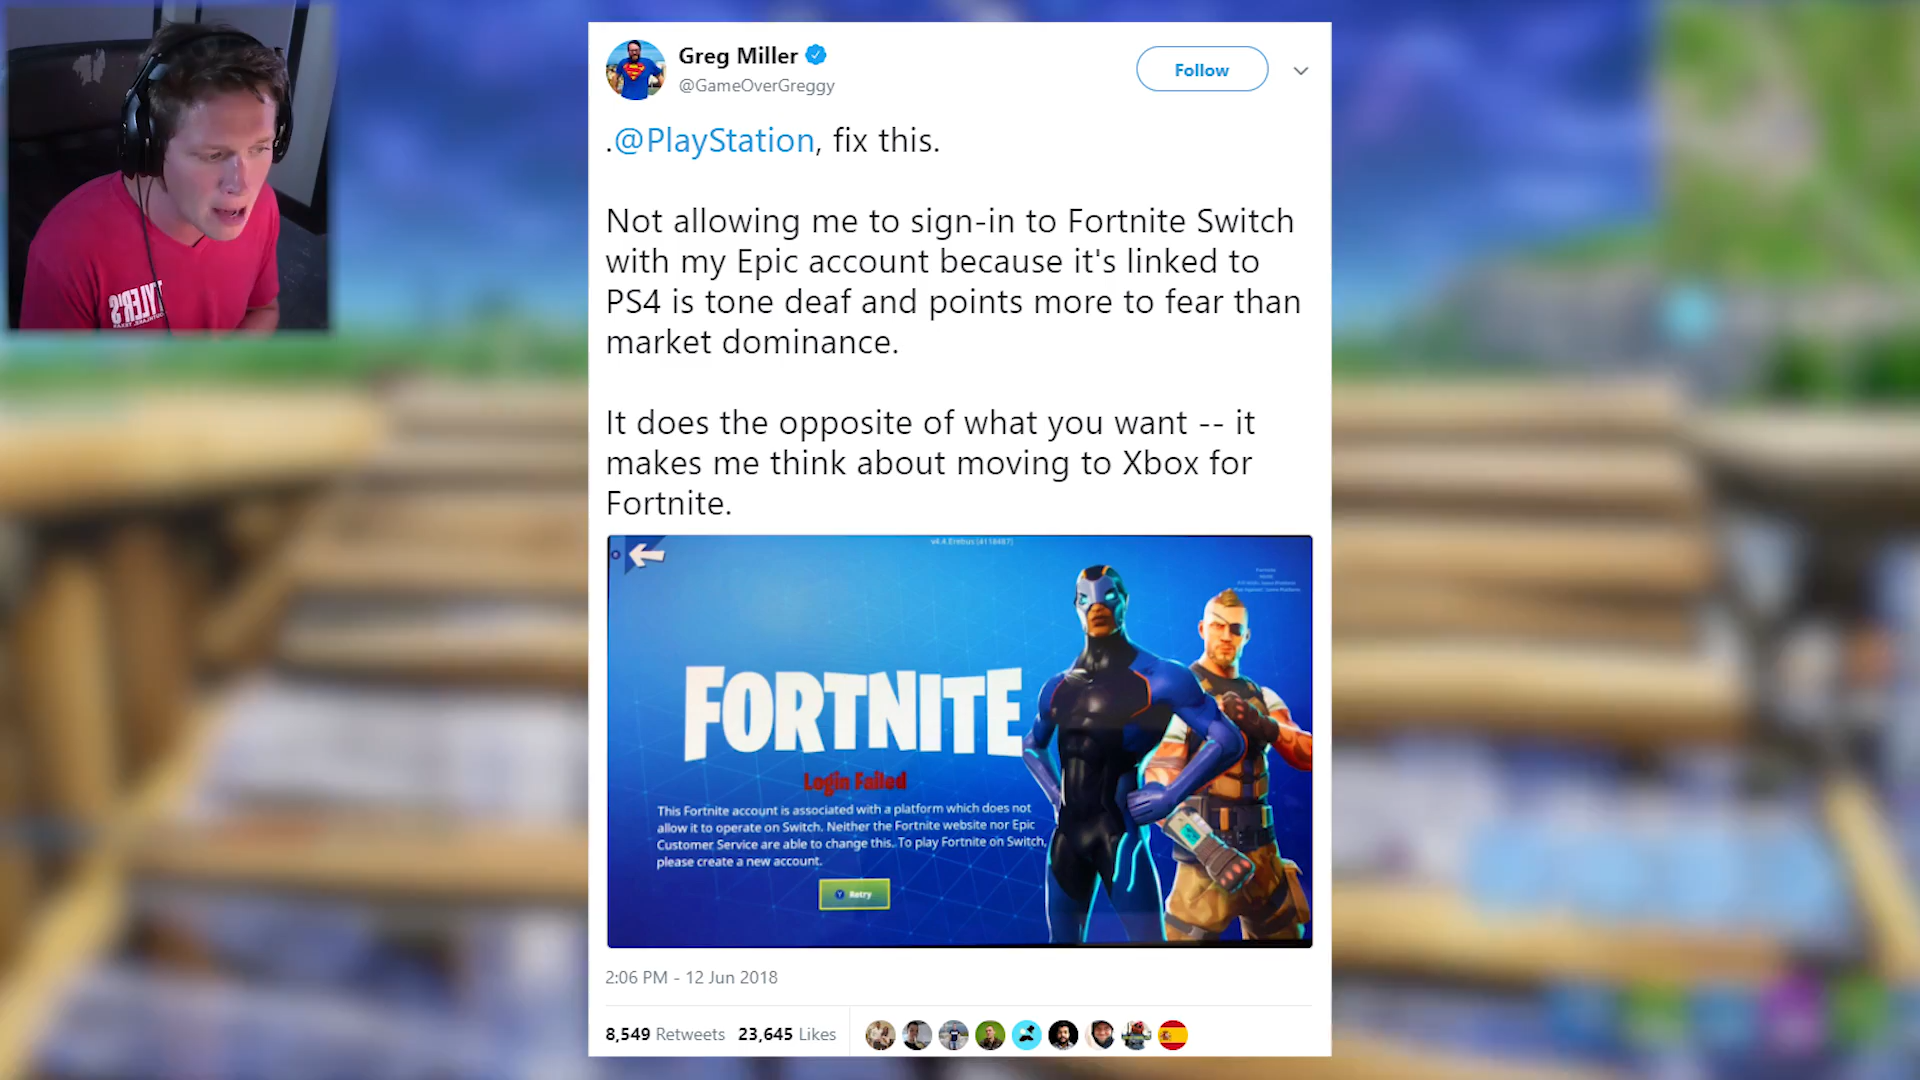 Greg Miller
@GameOverGreggy
Follow
.@PlayStation, fix this.
Not allowing me to sign-in to Fortnite Switch
with my Epic account because it's linked to
PS4 is tone deaf and points more to fear than
market dominance.
It does the opposite of what you want -- it
makes me think about moving to Xbox for
Fortnite.
v4.4 Erebus (4118487)
FORTNITE
Login Failed
This Fortnite account is associated with a platform which does not
allow it to operate on Switch. Neither the Fortnite website nor Epic
Customer Service are able to change this. To play Fortnite on Switch,
please create a new account.
Retry
2:06 PM - 12 Jun 2018
8,549 Retweets 23,645 Likes